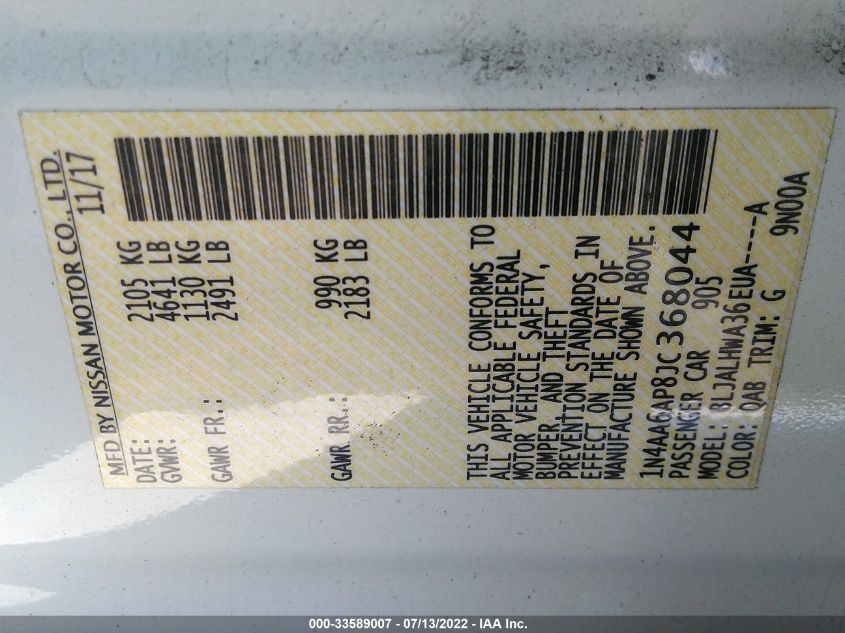 MFD BY NISSAN MOTOR CO., LTD.
DATE: 11/17
GVWR: 2105 KG
4641 LB
GAWR FR.: 1130 KG
2491 LB
GAWR RR.: 990 KG
2183 LB
THIS VEHICLE CONFORMS TO
ALL APPLICABLE FEDERAL
MOTOR VEHICLE SAFETY,
BUMPER, AND THEFT
PREVENTION STANDARDS IN
EFFECT ON THE DATE OF
MANUFACTURE SHOWN ABOVE.
1N4AA6AP8JC368044
PASSENGER CAR 905
MODEL: BLJALHWA36EUA----A
COLOR: QAB TRIM: G 9N00A
000-33589007 - 07/13/2022 - IAA Inc.